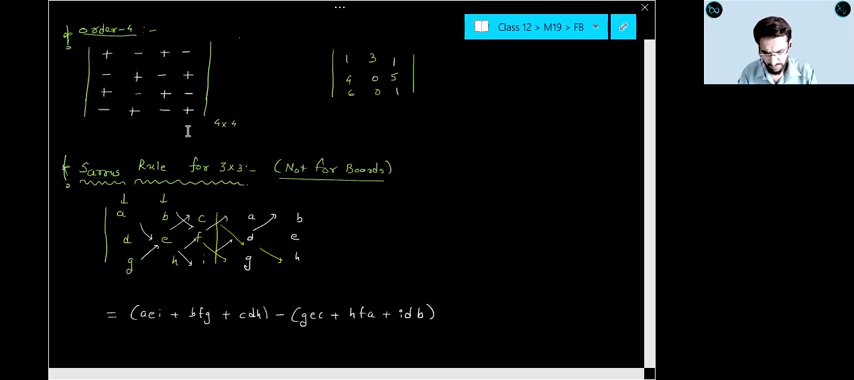 ...
Class 12 > M19 > FB
order-4 :-
+ - + -
- + - +
+ - + -
- + - +
4×4
1 3 1
4 0 5
6 0 1
Sarrus Rule for 3×3:- (Not for Boards)
a b c a b
d e f d e
g h i g h
= (aei + bfg + cdh) - (gec + hfa + idb)